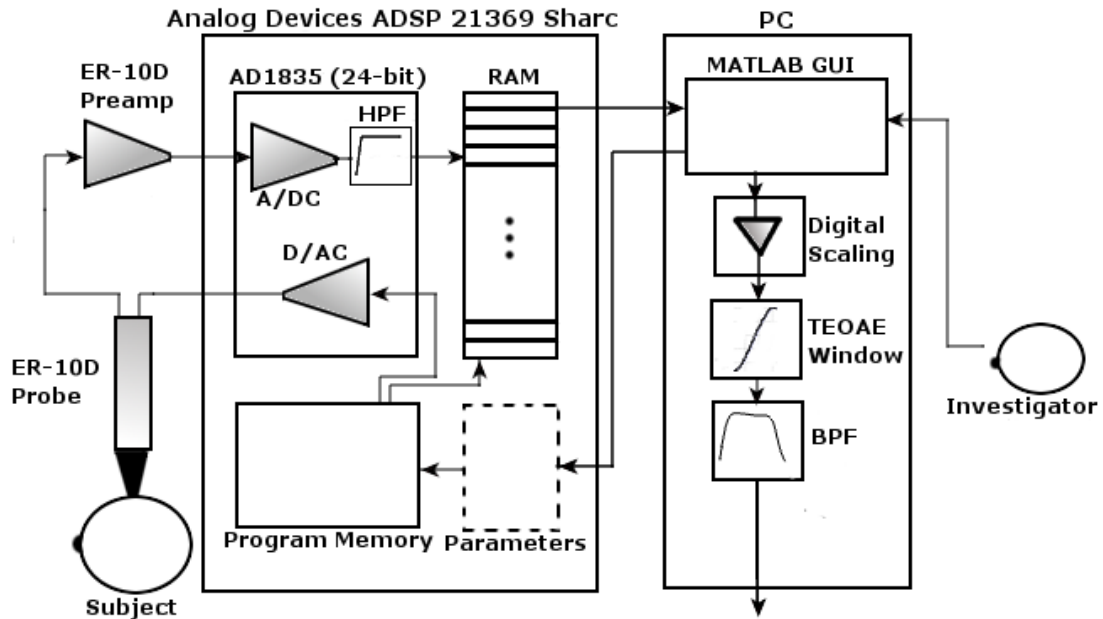 Analog Devices ADSP 21369 Sharc
PC
ER-10D
Preamp
AD1835 (24-bit)
RAM
MATLAB GUI
HPF
A/DC
D/AC
Digital
Scaling
TEOAE
Window
ER-10D
Probe
BPF
Investigator
Program Memory
Parameters
Subject